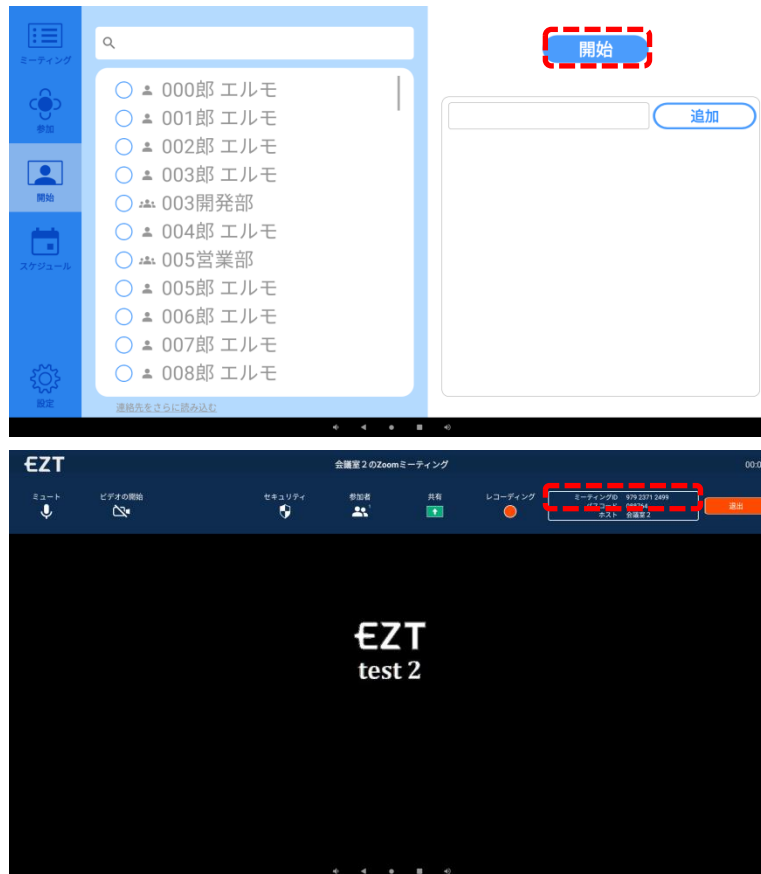 ミーティング
参加
開始
スケジュール
設定
000郎 エルモ
001郎 エルモ
002郎 エルモ
003郎 エルモ
003開発部
004郎 エルモ
005営業部
005郎 エルモ
006郎 エルモ
007郎 エルモ
008郎 エルモ
連絡先をさらに読み込む
開始
追加
EZT
会議室２のZoomミーティング
00:0
ミュート
ビデオの開始
セキュリティ
参加者
共有
レコーディング
ミーティングID 979 2371 2499
パスコード
ホスト 会議室２
退出
EZT
test 2